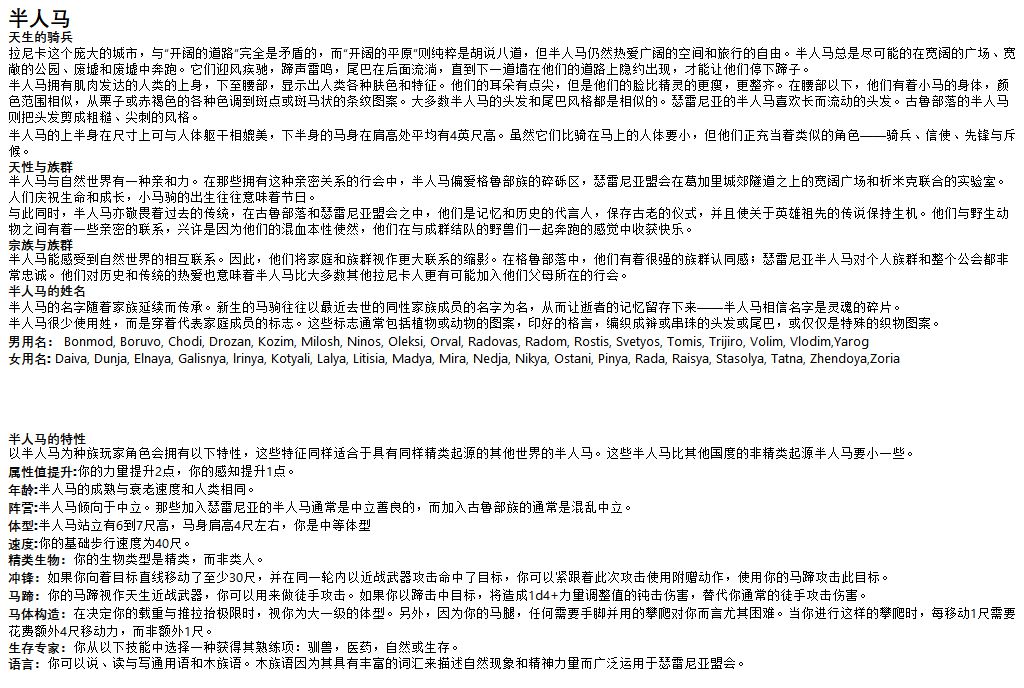 半人马
天生的骑兵
拉尼卡这个庞大的城市，与“开阔的道路”完全是矛盾的，而“开阔的平原”则纯粹是胡说八道，但半人马仍然热爱广阔的空间和旅行的自由。半人马总是尽可能的在宽阔的广场、宽
敞的公园、废墟和废墟中奔跑。它们迎风疾驰，蹄声雷鸣，尾巴在后面流淌，直到下一道墙在他们的道路上隐约出现，才能让他们停下蹄子。
半人马拥有肌肉发达的人类的上身，下至腰部，显示出人类各种肤色和特征。他们的耳朵有点尖，但是他们的脸比精灵的更廋，更整齐。在腰部以下，他们有着小马的身体，颜
色范围相似，从栗子或赤褐色的各种色调到斑点或斑马状的条纹图案。大多数半人马的头发和尾巴风格都是相似的。瑟雷尼亚的半人马喜欢长而流动的头发。古鲁部落的半人马
则把头发剪成粗糙、尖刺的风格。
半人马的上半身在尺寸上可与人体躯干相媲美，下半身的马身在肩高处平均有4英尺高。虽然它们比骑在马上的人体要小，但他们正充当着类似的角色——骑兵、信使、先锋与斥
候。
天性与族群
半人马与自然世界有一种亲和力。在那些拥有这种亲密关系的行会中，半人马偏爱格鲁部族的碎砾区，瑟雷尼亚盟会在葛加里城郊隧道之上的宽阔广场和析米克联合的实验室。
人们庆祝生命和成长，小马驹的出生往往意味着节日。
与此同时，半人马亦敬畏着过去的传统，在古鲁部落和瑟雷尼亚盟会之中，他们是记忆和历史的代言人，保存古老的仪式，并且使关于英雄祖先的传说保持生机。他们与野生动
物之间有着一些亲密的联系，兴许是因为他们的混血本性使然，他们在与成群结队的野兽们一起奔跑的感觉中收获快乐。
宗族与族群
半人马能感受到自然世界的相互联系。因此，他们将家庭和族群视作更大联系的缩影。在格鲁部落中，他们有着很强的族群认同感；瑟雷尼亚半人马对个人族群和整个公会都非
常忠诚。他们对历史和传统的热爱也意味着半人马比大多数其他拉尼卡人更有可能加入他们父母所在的行会。
半人马的姓名
半人马的名字随着家族延续而传承。新生的马驹往往以最近去世的同性家族成员的名字为名，从而让逝者的记忆留存下来——半人马相信名字是灵魂的碎片。
半人马很少使用姓，而是穿着代表家庭成员的标志。这些标志通常包括植物或动物的图案，印好的格言，编织成辫或串珠的头发或尾巴，或仅仅是特殊的织物图案。
男用名： Bonmod, Boruvo, Chodi, Drozan, Kozim, Milosh, Ninos, Oleksi, Orval, Radovas, Radom, Rostis, Svetyos, Tomis, Trijiro, Volim, Vlodim,Yarog
女用名: Daiva, Dunja, Elnaya, Galisnya, lrinya, Kotyali, Lalya, Litisia, Madya, Mira, Nedja, Nikya, Ostani, Pinya, Rada, Raisya, Stasolya, Tatna, Zhendoya,Zoria
半人马的特性
以半人马为种族玩家角色会拥有以下特性，这些特征同样适合于具有同样精类起源的其他世界的半人马。这些半人马比其他国度的非精类起源半人马要小一些。
属性值提升:你的力量提升2点，你的感知提升1点。
年龄:半人马的成熟与衰老速度和人类相同。
阵营:半人马倾向于中立。那些加入瑟雷尼亚的半人马通常是中立善良的，而加入古鲁部族的通常是混乱中立。
体型:半人马站立有6到7尺高，马身肩高4尺左右，你是中等体型
速度:你的基础步行速度为40尺。
精类生物：你的生物类型是精类，而非类人。
冲锋：如果你向着目标直线移动了至少30尺，并在同一轮内以近战武器攻击命中了目标，你可以紧跟着此次攻击使用附赠动作，使用你的马蹄攻击此目标。
马蹄：你的马蹄视作天生近战武器，你可以用来做徒手攻击。如果你以蹄击中目标，将造成1d4+力量调整值的钝击伤害，替代你通常的徒手攻击伤害。
马体构造：在决定你的载重与推拉抬极限时，视你为大一级的体型。另外，因为你的马腿，任何需要手脚并用的攀爬对你而言尤其困难。当你进行这样的攀爬时，每移动1尺需要
花费额外4尺移动力，而非额外1尺。
生存专家：你从以下技能中选择一种获得其熟练项：驯兽，医药，自然或生存。
语言：你可以说、读与写通用语和木族语。木族语因为其具有丰富的词汇来描述自然现象和精神力量而广泛运用于瑟雷尼亚盟会。